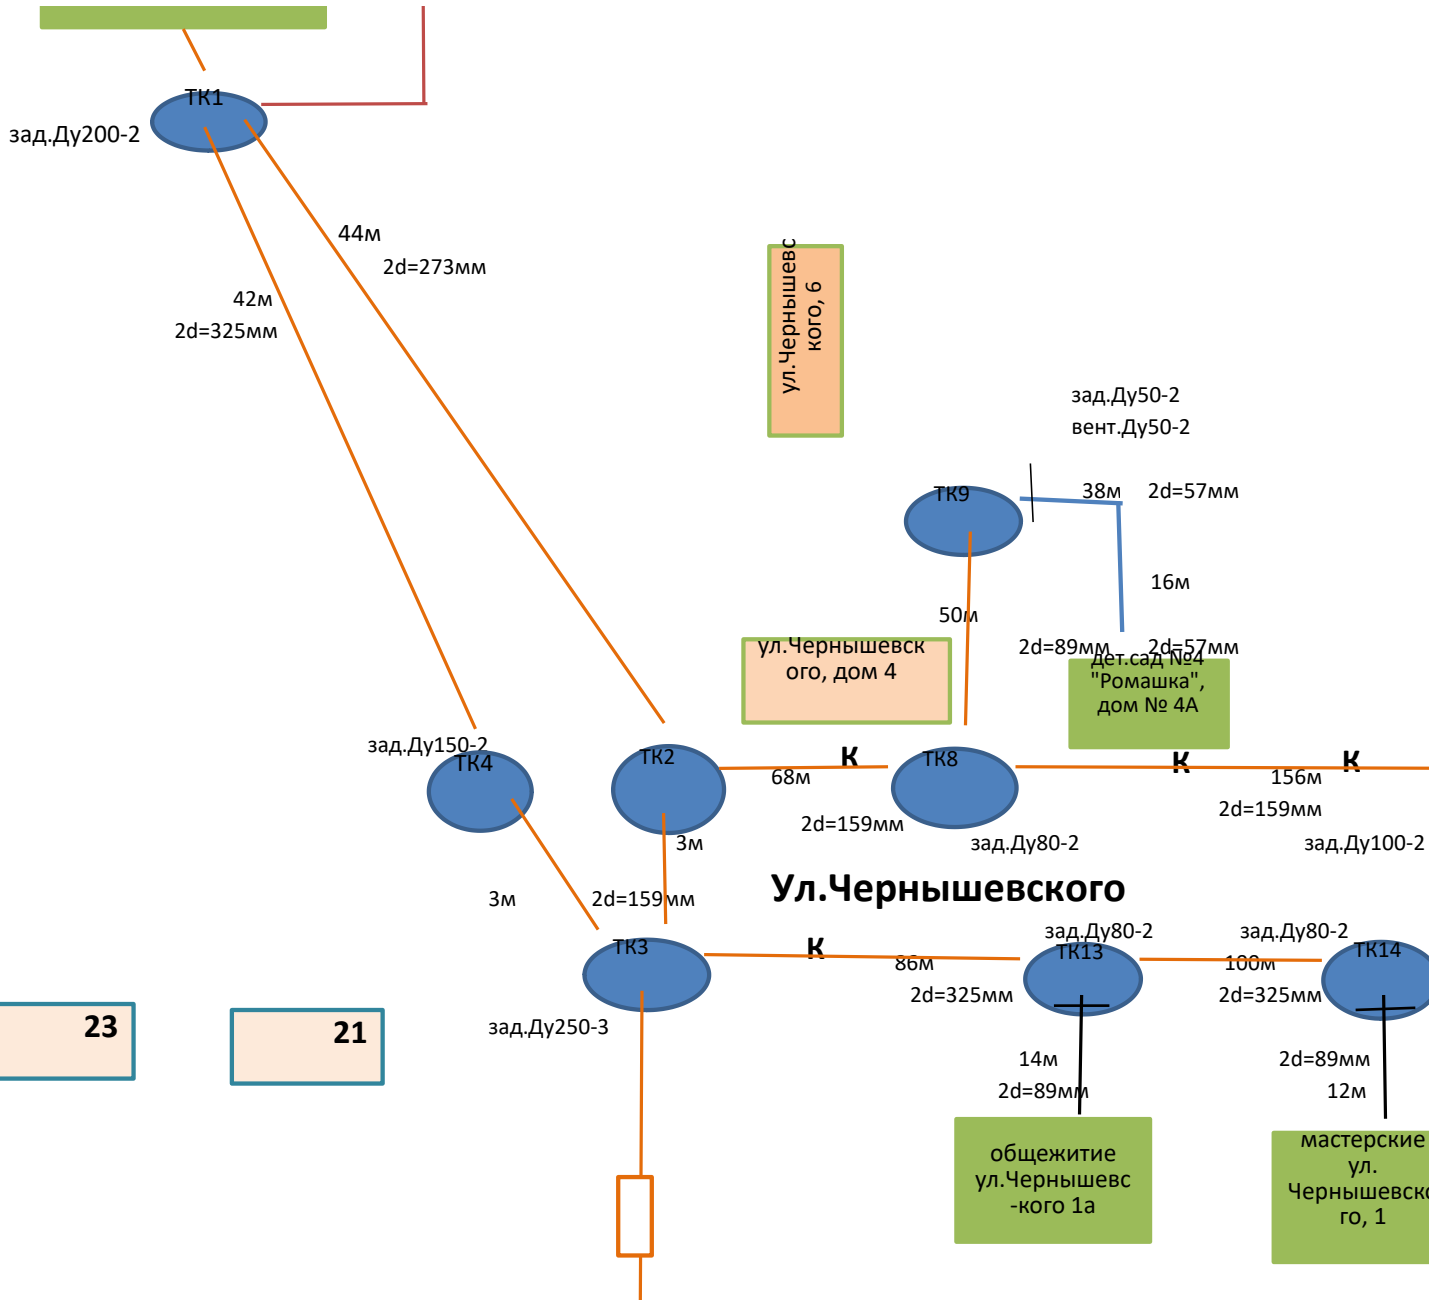 ТК1
зад.Ду200-2
44м
2d=273мм
42м
2d=325мм
ул.Чернышевс
кого, 6
зад.Ду50-2
вент.Ду50-2
ТК9
38м
2d=57мм
16м
50м
2d=89мм
2d=57мм
ул.Чернышевск
ого, дом 4
дет.сад №4
"Ромашка",
дом № 4А
зад.Ду150-2
ТК4
ТК2
К
ТК8
К
К
68м
156м
2d=159мм
2d=159мм
3м
зад.Ду80-2
зад.Ду100-2
Ул.Чернышевского
3м
2d=159мм
ТК3
К
зад.Ду80-2
зад.Ду80-2
ТК13
ТК14
86м
100м
2d=325мм
2d=325мм
23
21
зад.Ду250-3
14м
2d=89мм
2d=89мм
12м
общежитие
ул.Чернышевс
-кого 1а
мастерские
ул.
Чернышевско
го, 1